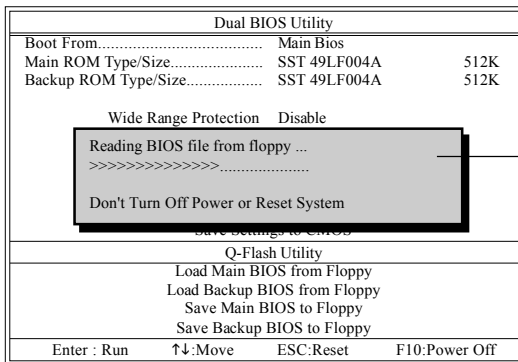 Dual BIOS Utility
Boot From...................................... Main Bios
Main ROM Type/Size................... SST 49LF004A 512K
Backup ROM Type/Size.................. SST 49LF004A 512K
Wide Range Protection Disable
Reading BIOS file from floppy ...
>>>>>>>>>>>>>>.....................
Don't Turn Off Power or Reset System
Save Settings to CMOS
Q-Flash Utility
Load Main BIOS from Floppy
Load Backup BIOS from Floppy
Save Main BIOS to Floppy
Save Backup BIOS to Floppy
Enter : Run ↑↓:Move ESC:Reset F10:Power Off